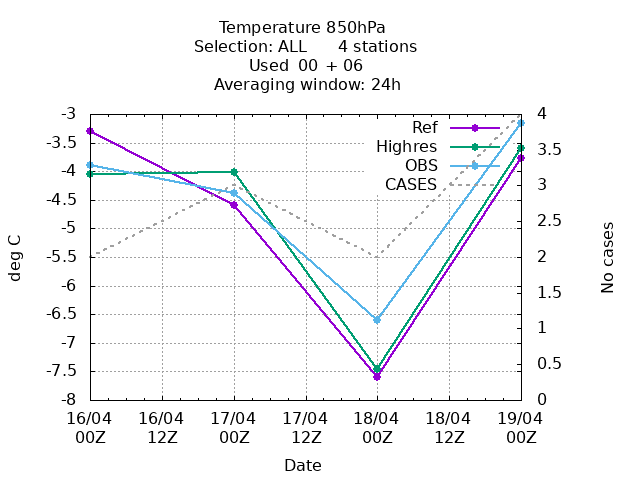 Temperature 850hPa
Selection: ALL      4 stations
Used  00 + 06
Averaging window: 24h
Ref
Highres
OBS
CASES
-3
-3.5
-4
-4.5
-5
-5.5
-6
-6.5
-7
-7.5
-8
4
3.5
3
2.5
2
1.5
1
0.5
0
deg C
No cases
16/04 16/04 17/04 17/04 18/04 18/04 19/04
00Z 12Z 00Z 12Z 00Z 12Z 00Z
Date